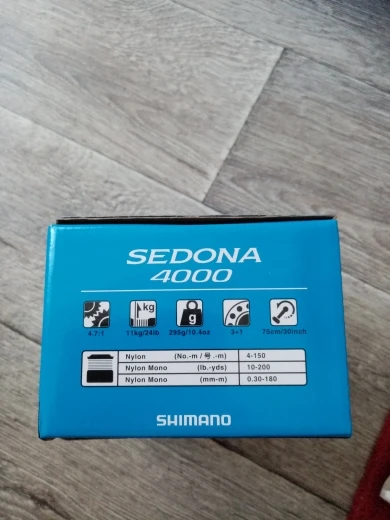 SEDONA
4000
kg
g
4.7:1 11kg/24lb 295g/10.4oz 3+1 75cm/30inch
Nylon (No.-m / 号.-m) 4-150
Nylon Mono (lb.-yds) 10-200
Nylon Mono (mm-m) 0.30-180
SHIMANO